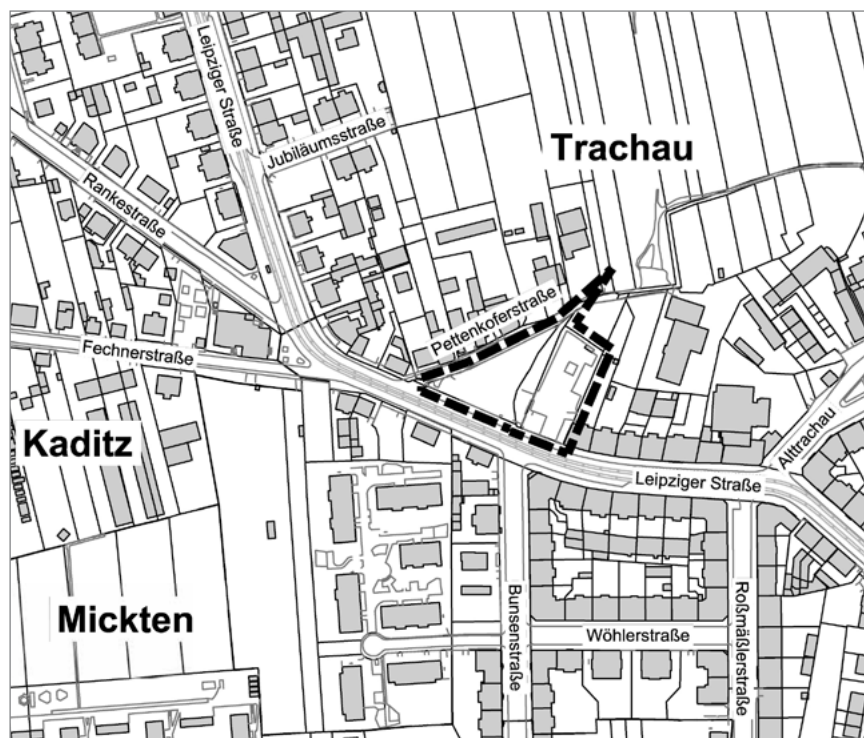 Leipziger Straße
Jubiläumsstraße
Trachau
Rankestraße
Pettenkoferstraße
Fechnerstraße
Kaditz
Alttrachau
Leipziger Straße
Mickten
Bunsenstraße
Wöhlerstraße
Roßmäßlerstraße